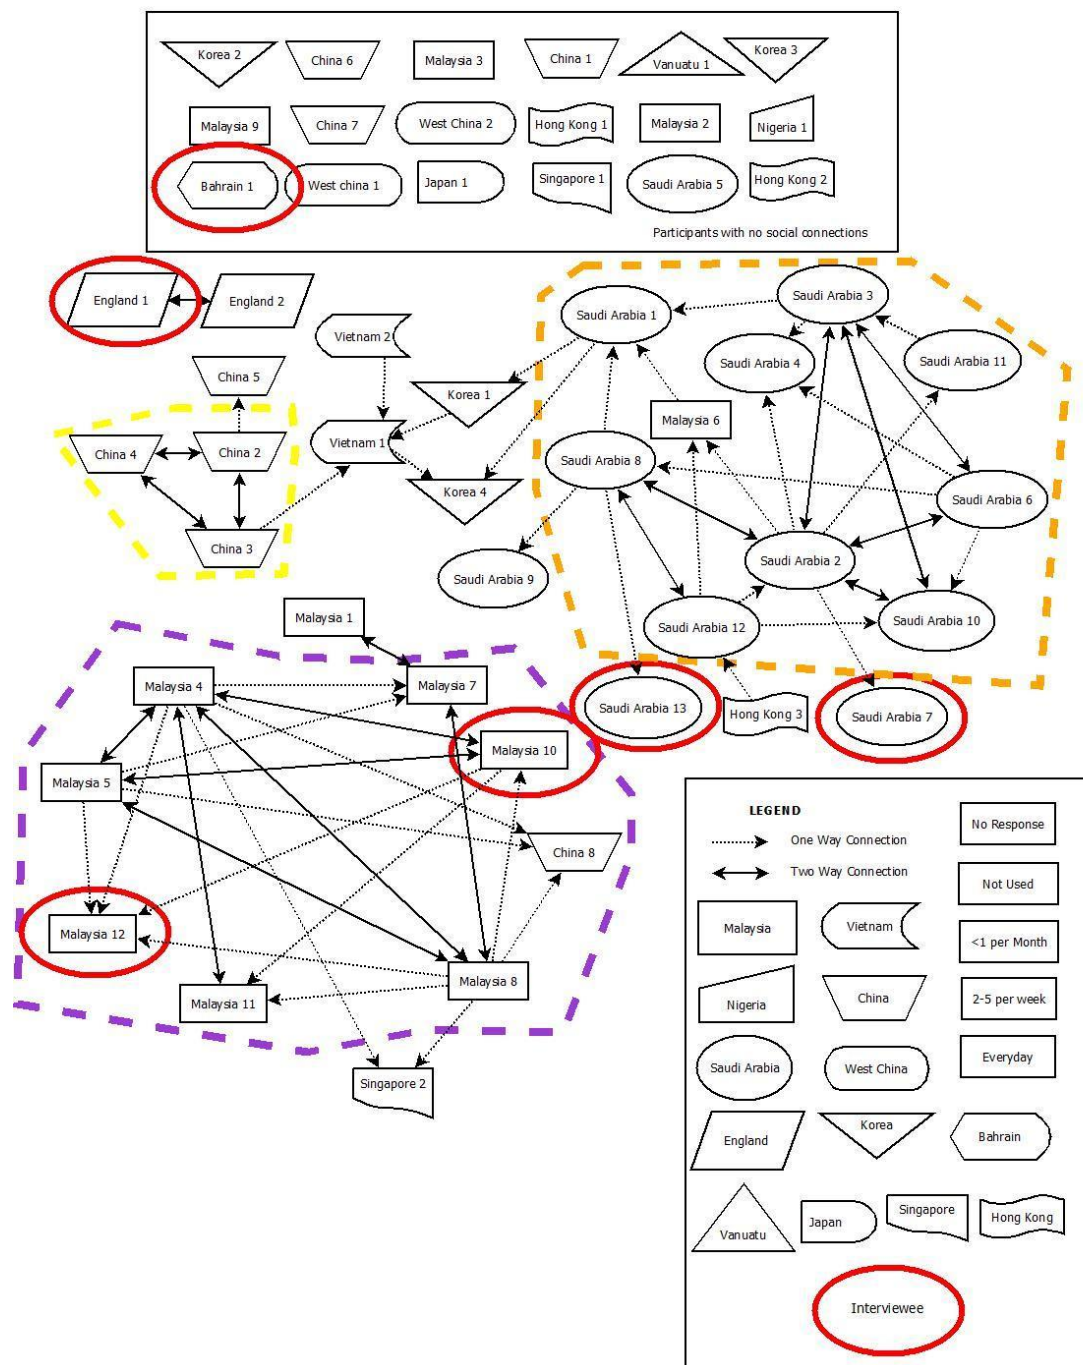 Korea 2
China 6
Malaysia 3
China 1
Vanuatu 1
Korea 3
Malaysia 9
China 7
West China 2
Hong Kong 1
Malaysia 2
Nigeria 1
Bahrain 1
West china 1
Japan 1
Singapore 1
Saudi Arabia 5
Hong Kong 2
Participants with no social connections
England 1
England 2
Vietnam 2
China 5
Korea 1
China 4
China 2
Vietnam 1
Korea 4
China 3
Saudi Arabia 1
Saudi Arabia 3
Saudi Arabia 4
Saudi Arabia 11
Malaysia 6
Saudi Arabia 8
Saudi Arabia 6
Saudi Arabia 2
Saudi Arabia 9
Saudi Arabia 12
Saudi Arabia 10
Saudi Arabia 13
Hong Kong 3
Saudi Arabia 7
Malaysia 1
Malaysia 4
Malaysia 7
Malaysia 10
Malaysia 5
China 8
Malaysia 12
Malaysia 8
Malaysia 11
Singapore 2
LEGEND
One Way Connection
Two Way Connection
No Response
Not Used
<1 per Month
2-5 per week
Everyday
Malaysia
Vietnam
Nigeria
China
Saudi Arabia
West China
England
Korea
Bahrain
Vanuatu
Japan
Singapore
Hong Kong
Interviewee